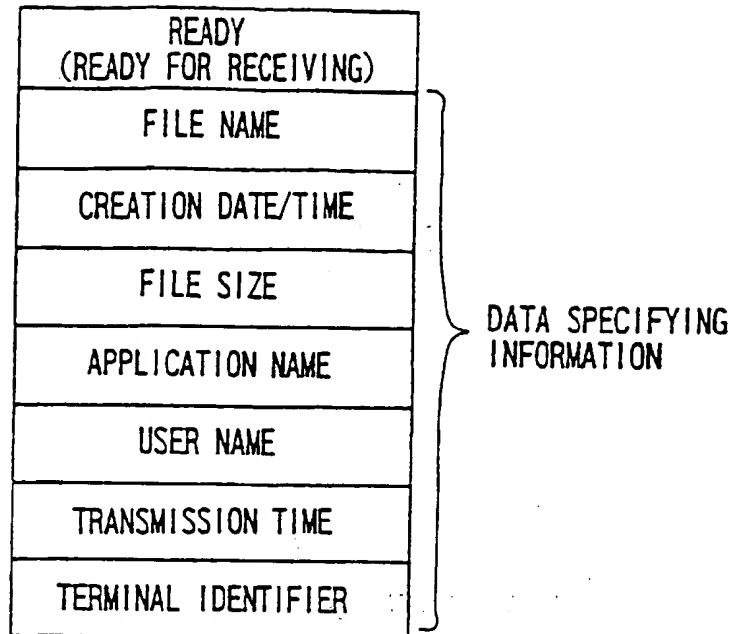 READY
(READY FOR RECEIVING)
FILE NAME
CREATION DATE/TIME
FILE SIZE
APPLICATION NAME
USER NAME
TRANSMISSION TIME
TERMINAL IDENTIFIER
DATA SPECIFYING
INFORMATION